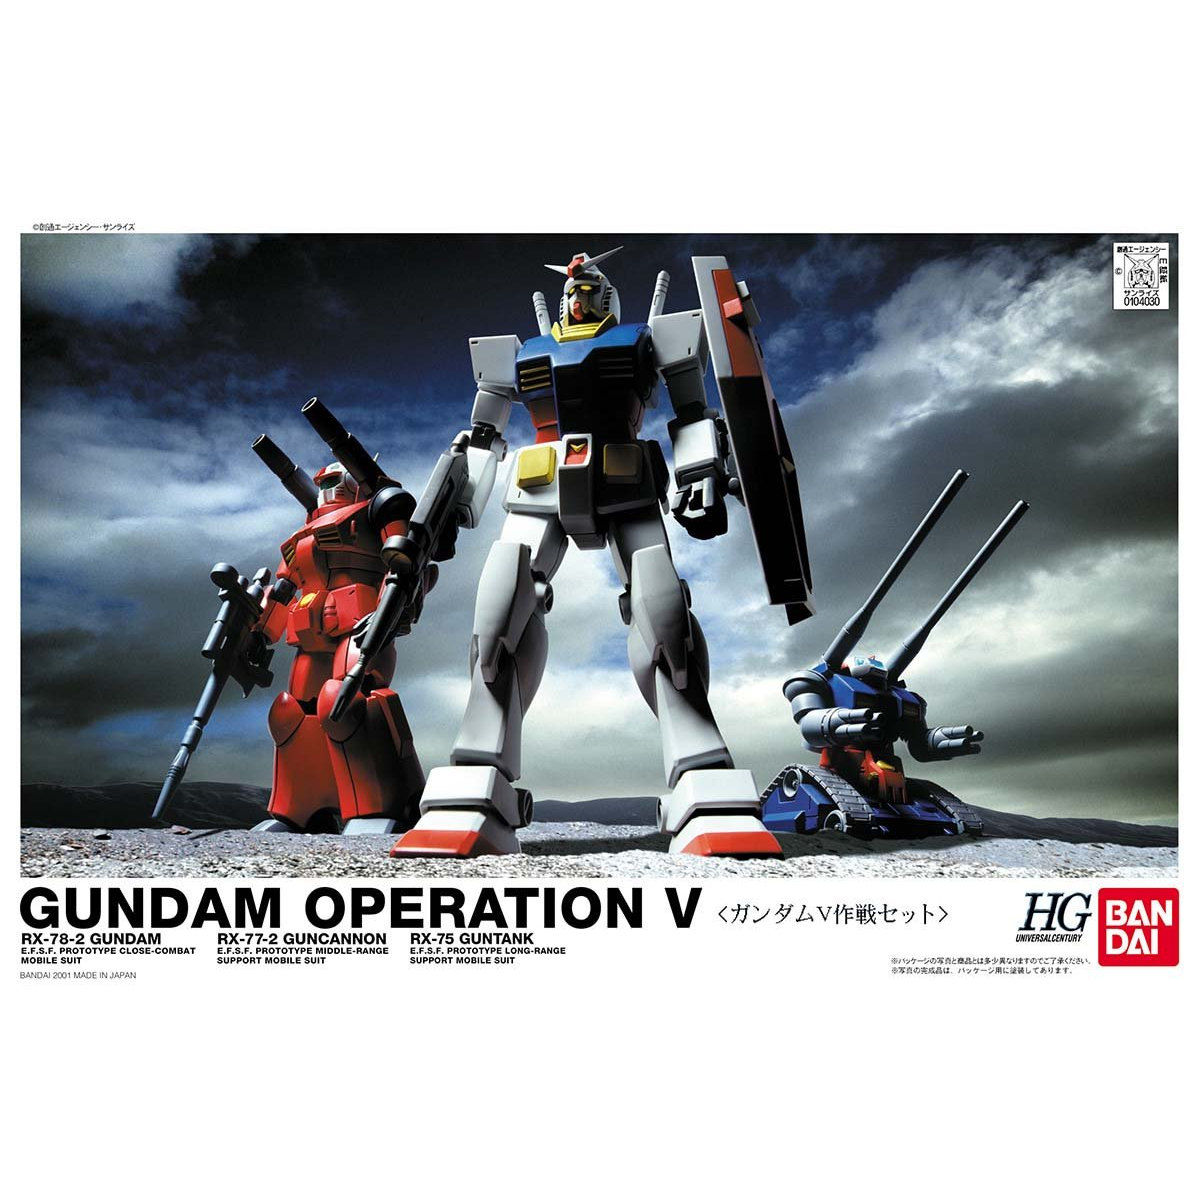 ©創通エージェンシー・サンライズ
創通エージェンシー
©
サンライズ
0104030
GUNDAM OPERATION V <ガンダムV作戦セット>
RX-78-2 GUNDAM
E.F.S.F. PROTOTYPE CLOSE-COMBAT
MOBILE SUIT
RX-77-2 GUNCANNON
E.F.S.F. PROTOTYPE MIDDLE-RANGE
SUPPORT MOBILE SUIT
RX-75 GUNTANK
E.F.S.F. PROTOTYPE LONG-RANGE
SUPPORT MOBILE SUIT
BANDAI 2001 MADE IN JAPAN
HG
UNIVERSAL CENTURY
BAN
DAI
※パッケージの写真と商品とは多少異なりますのでご了承ください。
※写真の完成品は、パッケージ用に塗装してあります。